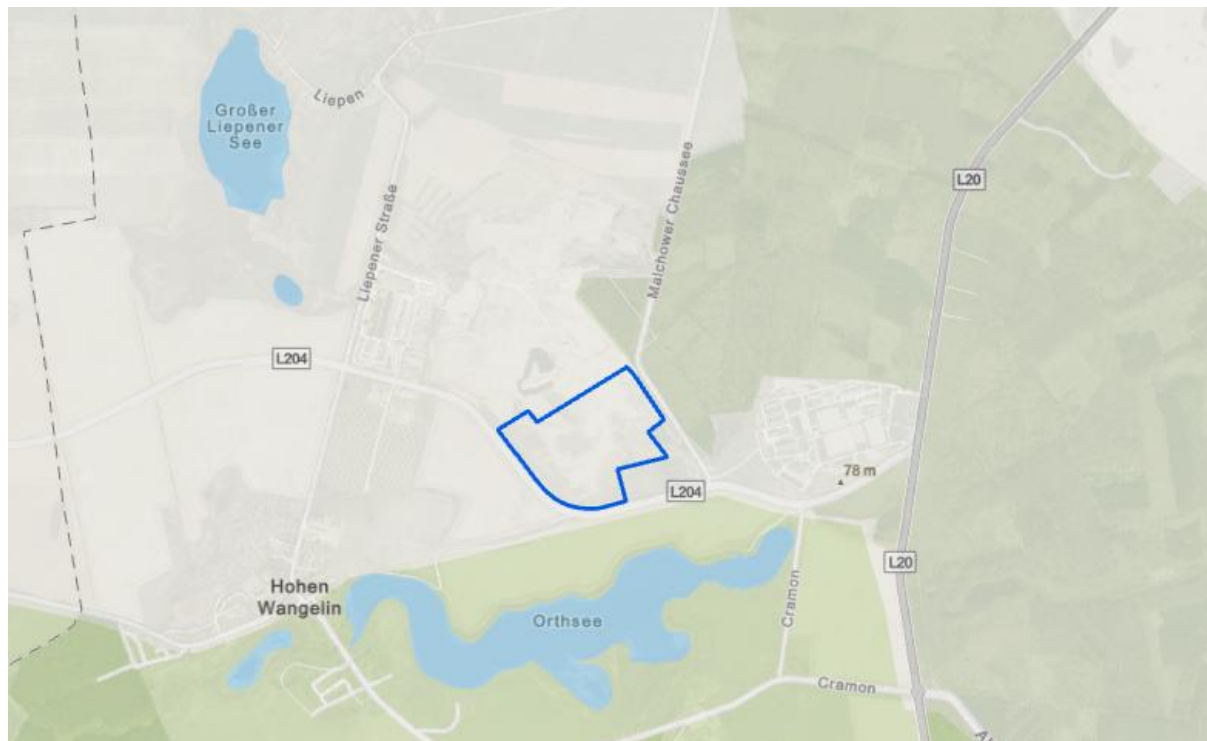 Großer
Liepener
See
Liepen
L20
Liepener Straße
Malchower Chaussee
L204
78 m
L204
L20
Hohen
Wangelin
Orthsee
Cramon
Cramon